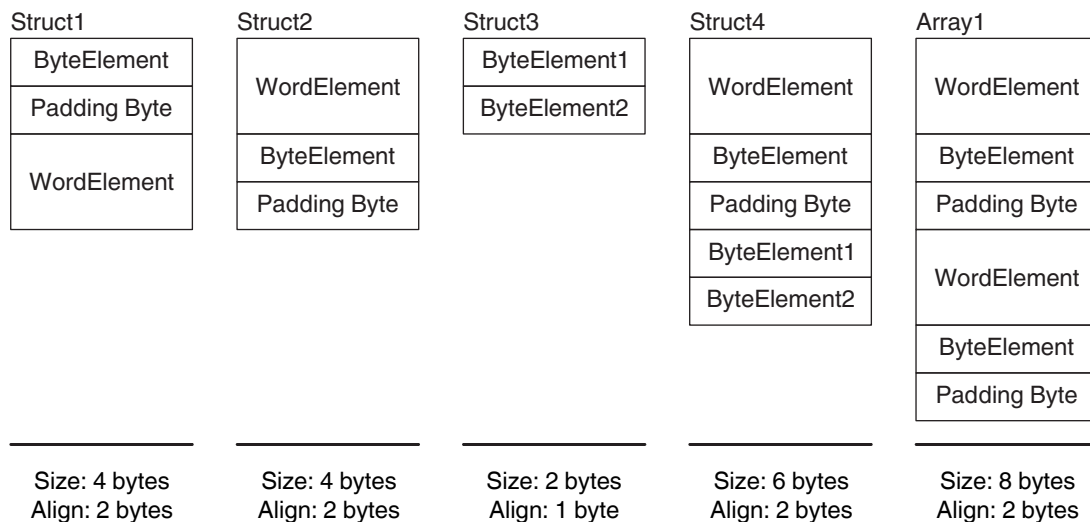 Struct1
ByteElement
Padding Byte
WordElement
Size: 4 bytes
Align: 2 bytes
Struct2
WordElement
ByteElement
Padding Byte
Size: 4 bytes
Align: 2 bytes
Struct3
ByteElement1
ByteElement2
Size: 2 bytes
Align: 1 byte
Struct4
WordElement
ByteElement
Padding Byte
ByteElement1
ByteElement2
Size: 6 bytes
Align: 2 bytes
Array1
WordElement
ByteElement
Padding Byte
WordElement
ByteElement
Padding Byte
Size: 8 bytes
Align: 2 bytes